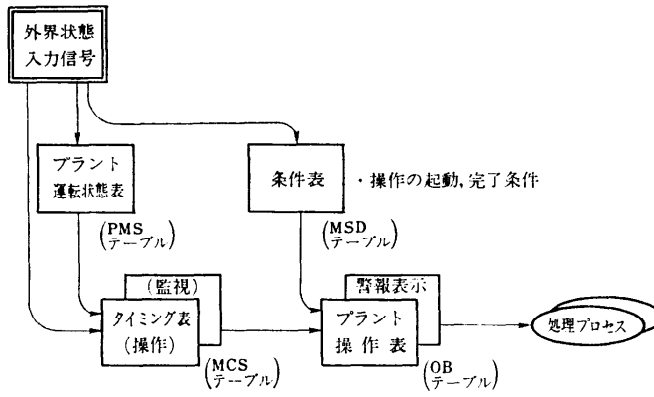 外界状態
入力信号
プラント
運転状態表
条件表
・操作の起動,完了条件
(PMS
テーブル)
(MSD
テーブル)
(監視)
タイミング表
(操作)
警報表示
プラント
操作表
処理プロセス
(MCS
テーブル)
(OB
テーブル)